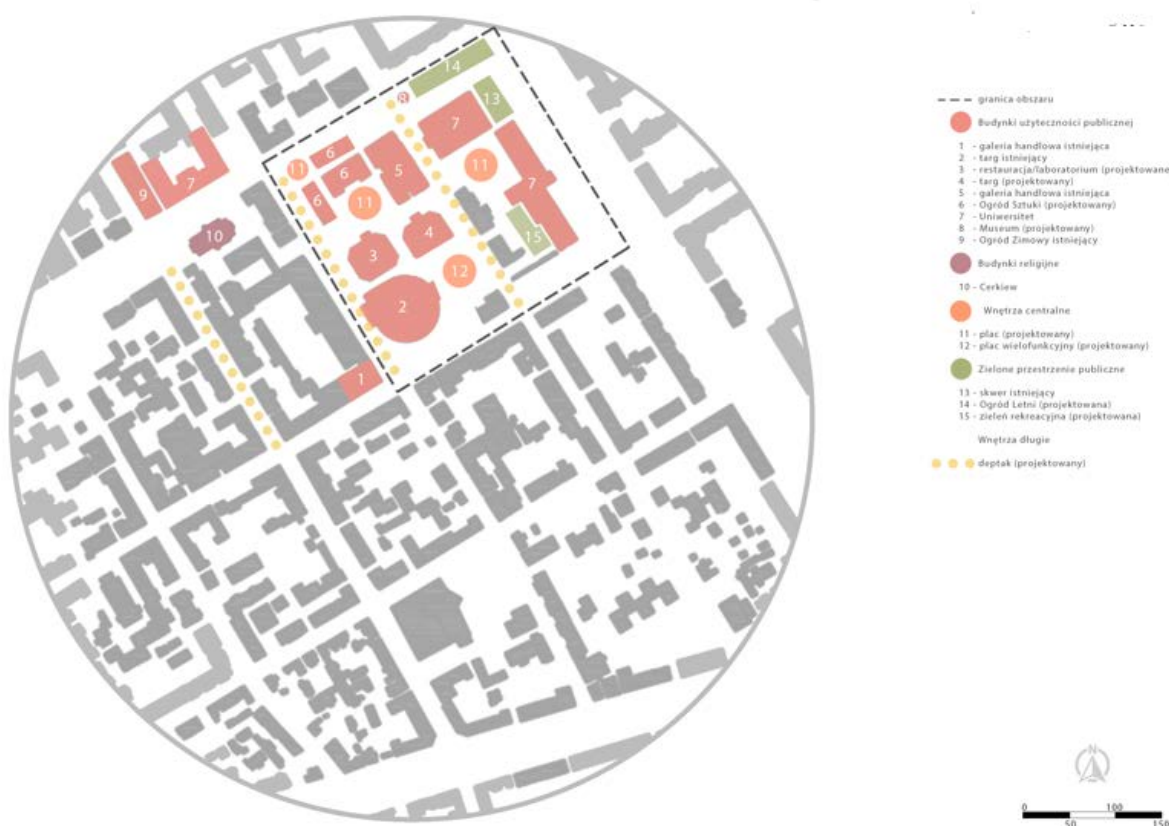 14
13
8
7
6
11
5
11
6
7
9
7
6
11
10
4
15
3
12
2
1
granica obszaru
Budynki użyteczności publicznej
1 - galeria handlowa istniejąca
2 - targ istniejący
3 - restauracja/laboratorium (projektowane
4 - targ (projektowany)
5 - galeria handlowa istniejąca
6 - Ogród Sztuki (projektowany)
7 - Uniwersitet
8 - Museum (projektowany)
9 - Ogród Zimowy istniejący
Budynki religijne
10 - Cerkiew
Wnętrza centralne
11 - plac (projektowany)
12 - plac wielofunkcyjny (projektowany)
Zielone przestrzenie publiczne
13 - skwer istniejący
14 - Ogród Letni (projektowana)
15 - zieleń rekreacyjna (projektowana)
Wnętrza długie
deptak (projektowany)
N
0 100
50 150